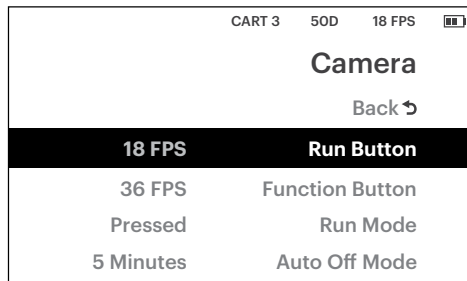 CART 3 50D 18 FPS
Camera
Back
18 FPS Run Button
36 FPS Function Button
Pressed Run Mode
5 Minutes Auto Off Mode